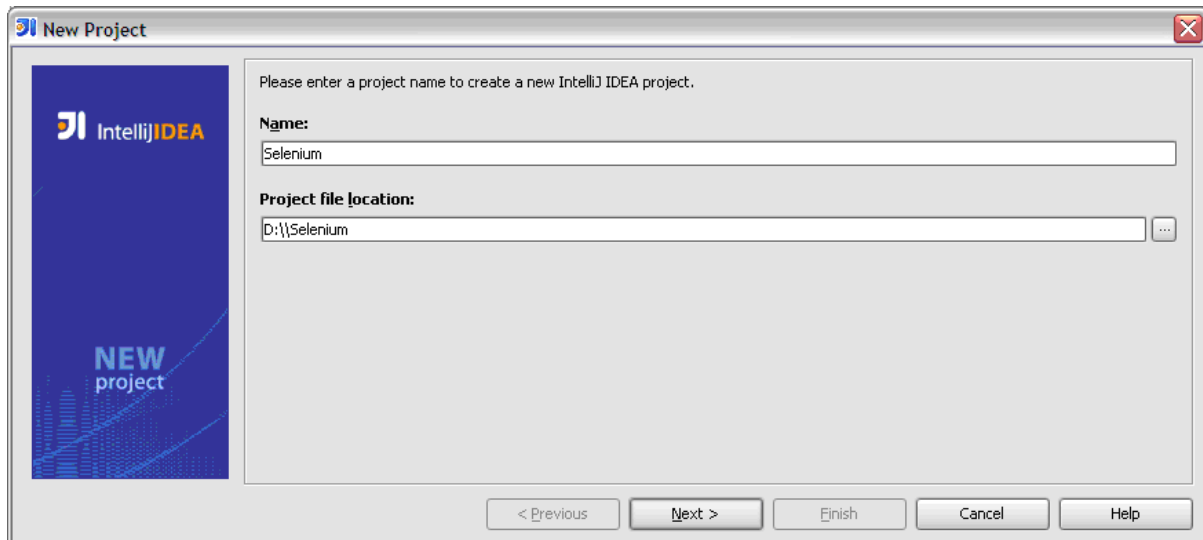 New Project
IntelliJIDEA
NEW
project
Please enter a project name to create a new IntelliJ IDEA project.
Name:
Selenium
Project file location:
D:\\Selenium
...
< Previous
Next >
Finish
Cancel
Help